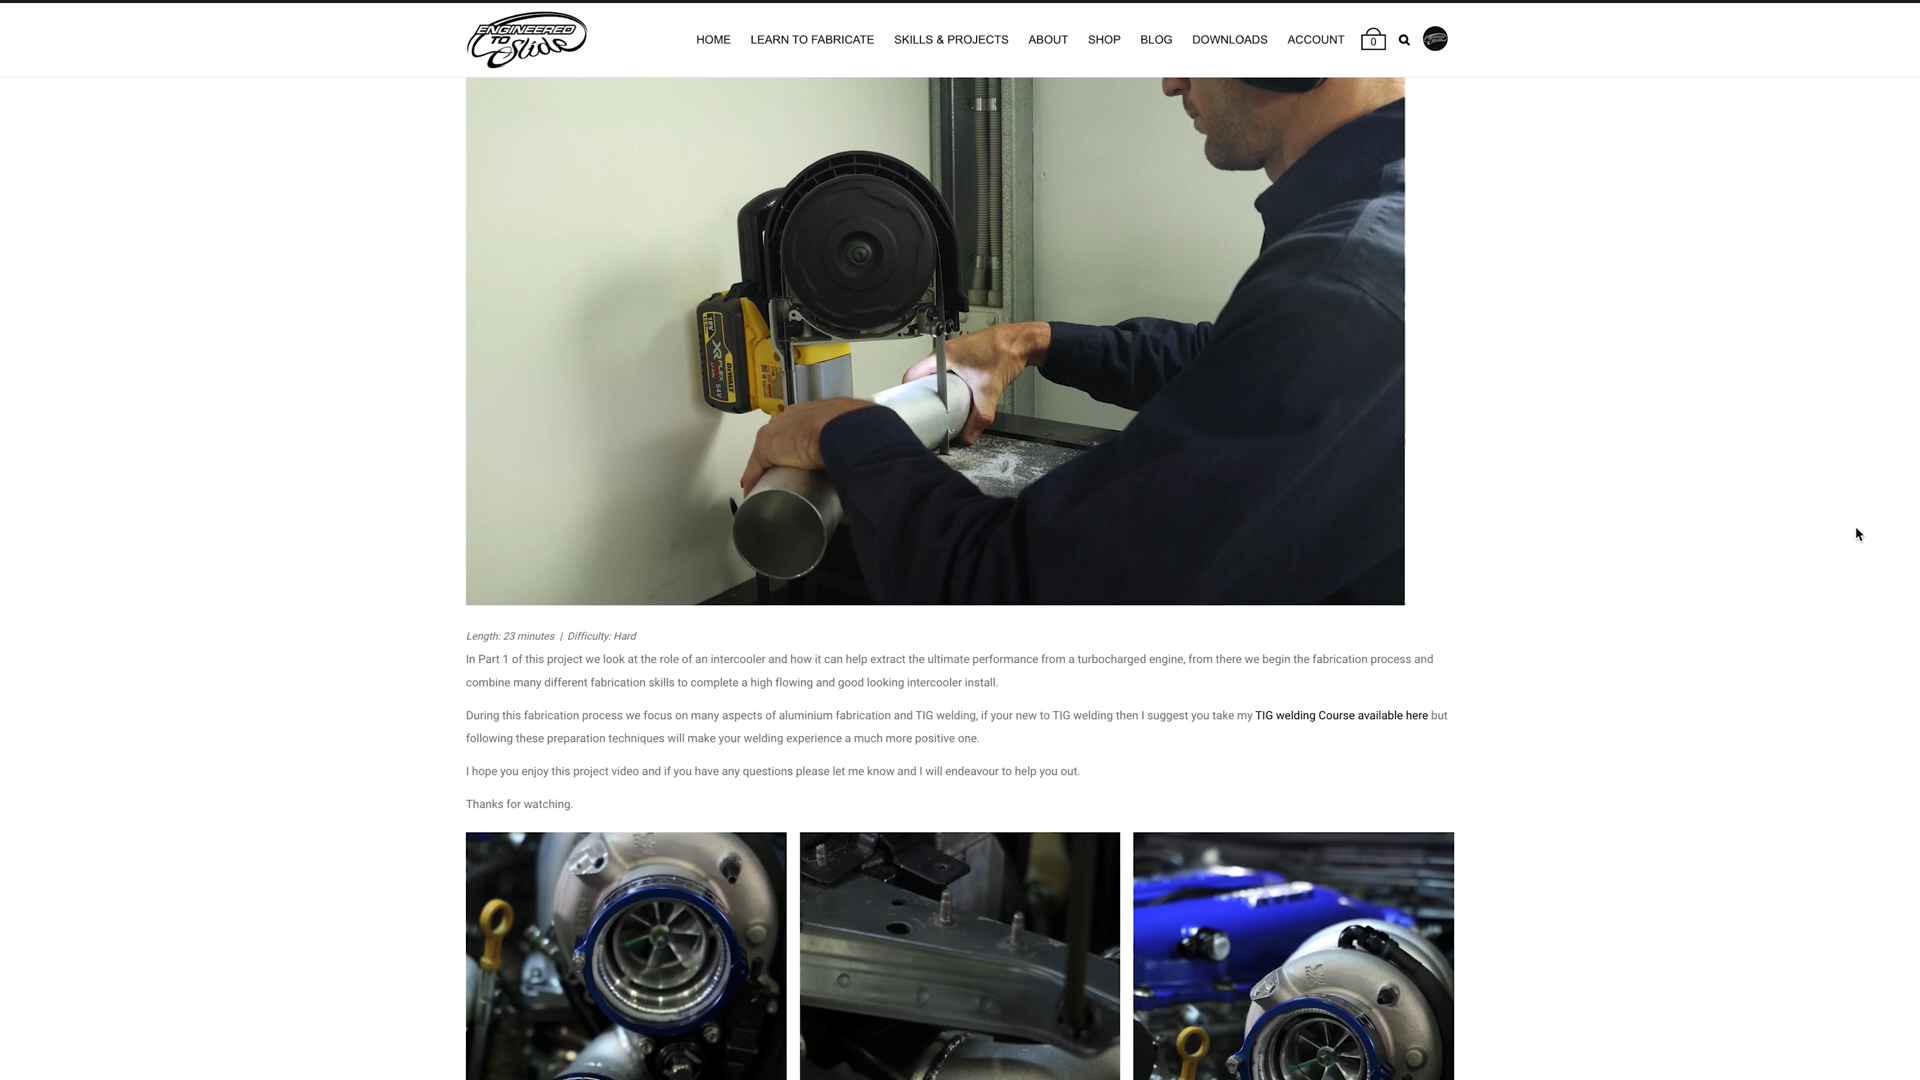 ENGINEERED
TO
Slide
HOME LEARN TO FABRICATE SKILLS & PROJECTS ABOUT SHOP BLOG DOWNLOADS ACCOUNT 0
18V
XR FLEX 54V
DEWALT
Length: 23 minutes | Difficulty: Hard
In Part 1 of this project we look at the role of an intercooler and how it can help extract the ultimate performance from a turbocharged engine, from there we begin the fabrication process and
combine many different fabrication skills to complete a high flowing and good looking intercooler install.
During this fabrication process we focus on many aspects of aluminium fabrication and TIG welding, if your new to TIG welding then I suggest you take my TIG welding Course available here but
following these preparation techniques will make your welding experience a much more positive one.
I hope you enjoy this project video and if you have any questions please let me know and I will endeavour to help you out.
Thanks for watching.